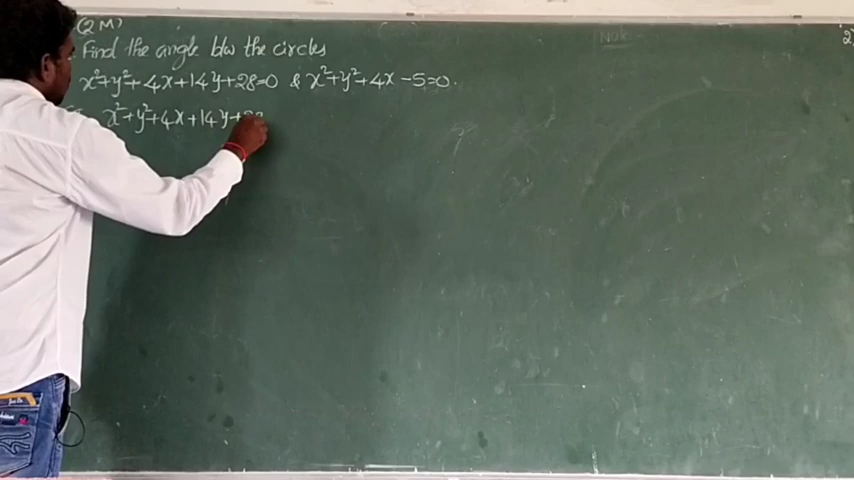 (2 M)
Find the angle b/w the circles
x²+y²+4x+14y+28=0 & x²+y²+4x-5=0.
x²+y²+4x+14y+28